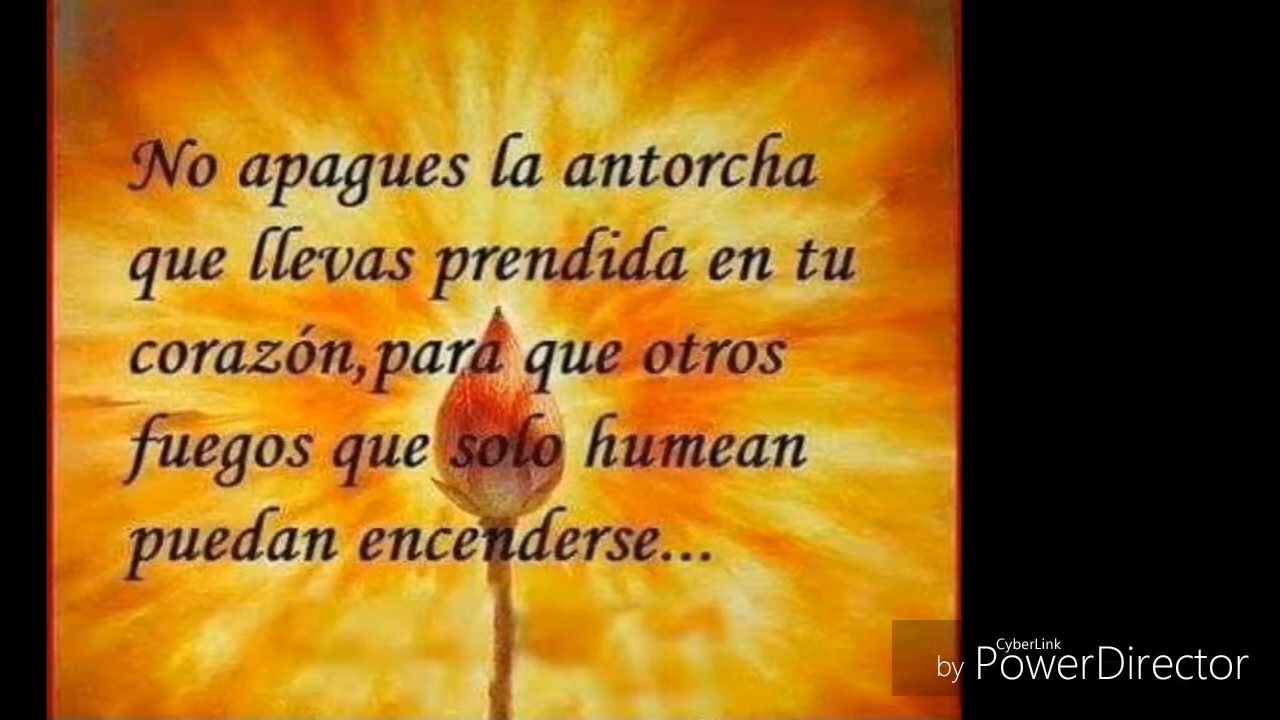 No apagues la antorcha
que llevas prendida en tu
corazón,para que otros
fuegos que solo humean
puedan encenderse...
CyberLink
by PowerDirector